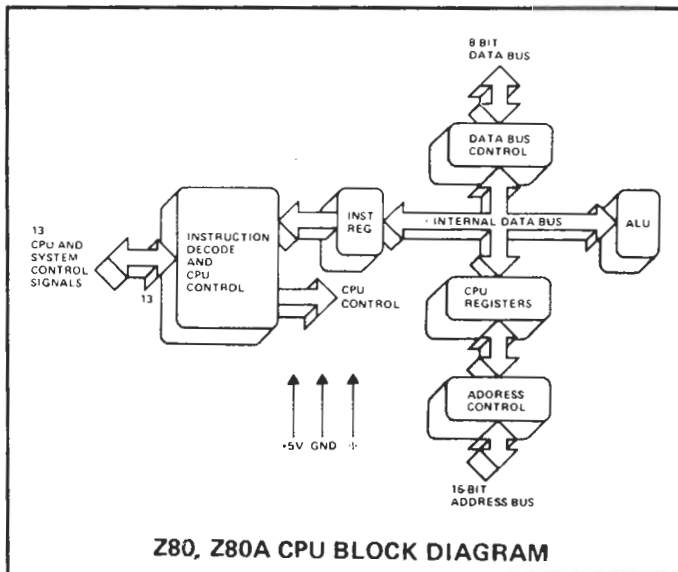 8 BIT
DATA BUS
DATA BUS
CONTROL
13
CPU AND
SYSTEM
CONTROL
SIGNALS
13
INSTRUCTION
DECODE
AND
CPU
CONTROL
INST
REG
INTERNAL DATA BUS
ALU
CPU
CONTROL
CPU
REGISTERS
ADDRESS
CONTROL
+5V GND
16-BIT
ADDRESS BUS
Z80, Z80A CPU BLOCK DIAGRAM